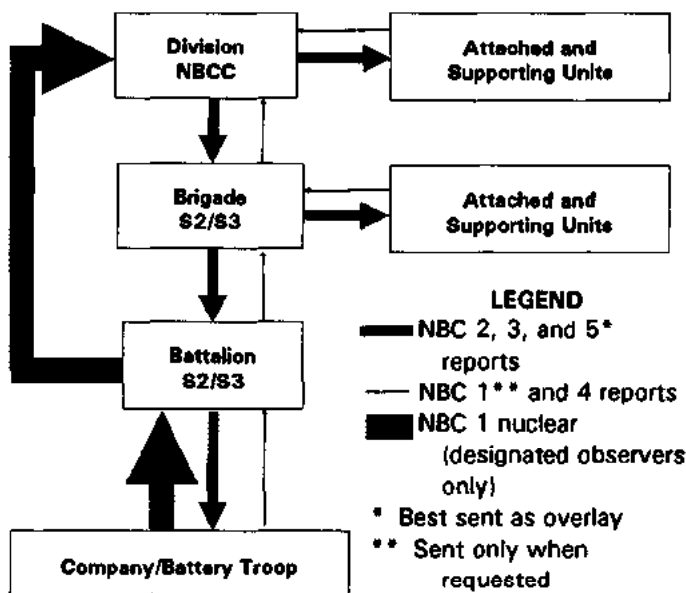 Division
NBCC
Attached and
Supporting Units
Brigade
S2/S3
Attached and
Supporting Units
Battalion
S2/S3
Company/Battery Troop
LEGEND
NBC 2, 3, and 5*
reports
NBC 1** and 4 reports
NBC 1 nuclear
(designated observers
only)
* Best sent as overlay
** Sent only when
requested